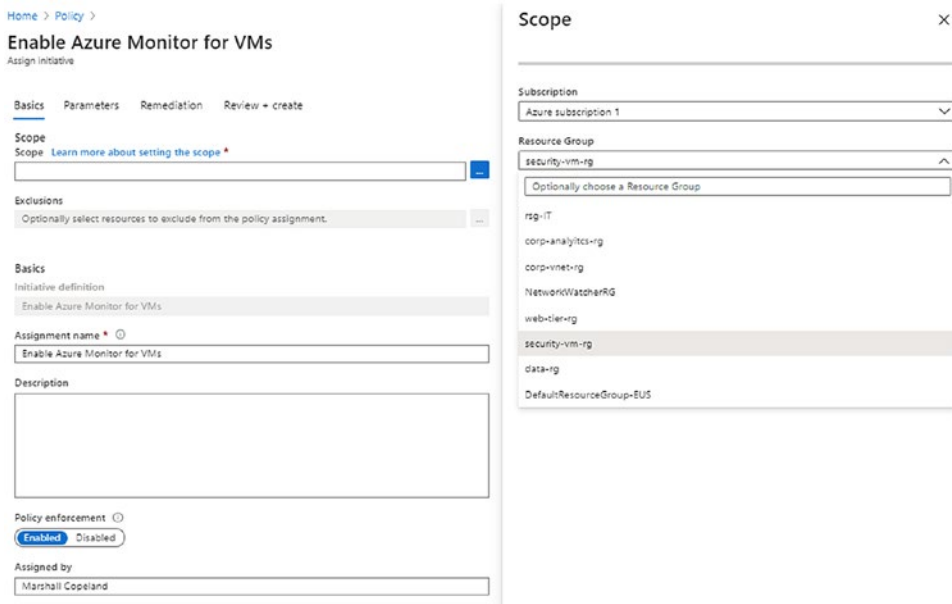 Home > Policy >
Enable Azure Monitor for VMs
Assign initiative
Basics Parameters Remediation Review + create
Scope
Scope Learn more about setting the scope *
...
Exclusions
Optionally select resources to exclude from the policy assignment.
...
Basics
Initiative definition
Enable Azure Monitor for VMs
Assignment name *
Enable Azure Monitor for VMs
Description
Policy enforcement
Enabled Disabled
Assigned by
Marshall Copeland
Scope
Subscription
Azure subscription 1
Resource Group
security-vm-rg
Optionally choose a Resource Group
rsg-IT
corp-analyitcs-rg
corp-vnet-rg
NetworkWatcherRG
web-tier-rg
security-vm-rg
data-rg
DefaultResourceGroup-EUS